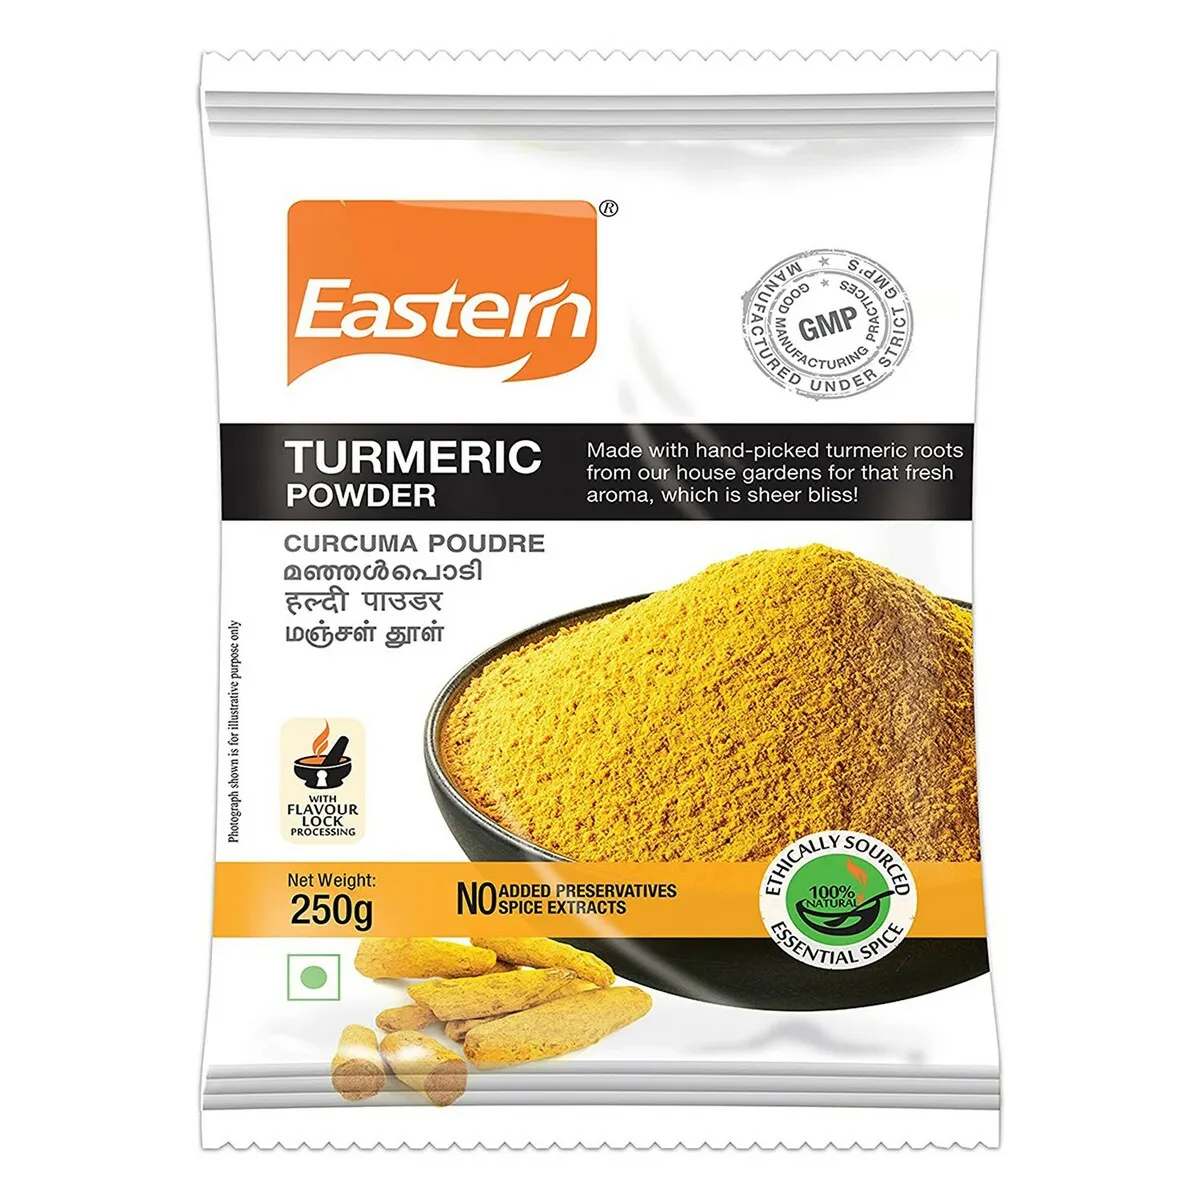 Eastern®
MANUFACTURED UNDER STRICT GMP'S
GOOD MANUFACTURING PRACTICES
GMP
TURMERIC
POWDER
Made with hand-picked turmeric roots
from our house gardens for that fresh
aroma, which is sheer bliss!
CURCUMA POUDRE
മഞ്ഞൾപൊടി
हल्दी पाउडर
மஞ்சள் தூள்
Photograph shown is for illustrative purpose only
WITH
FLAVOUR
LOCK
PROCESSING
Net Weight:
250g
NO ADDED PRESERVATIVES
SPICE EXTRACTS
ETHICALLY SOURCED
100%
NATURAL
ESSENTIAL SPICE